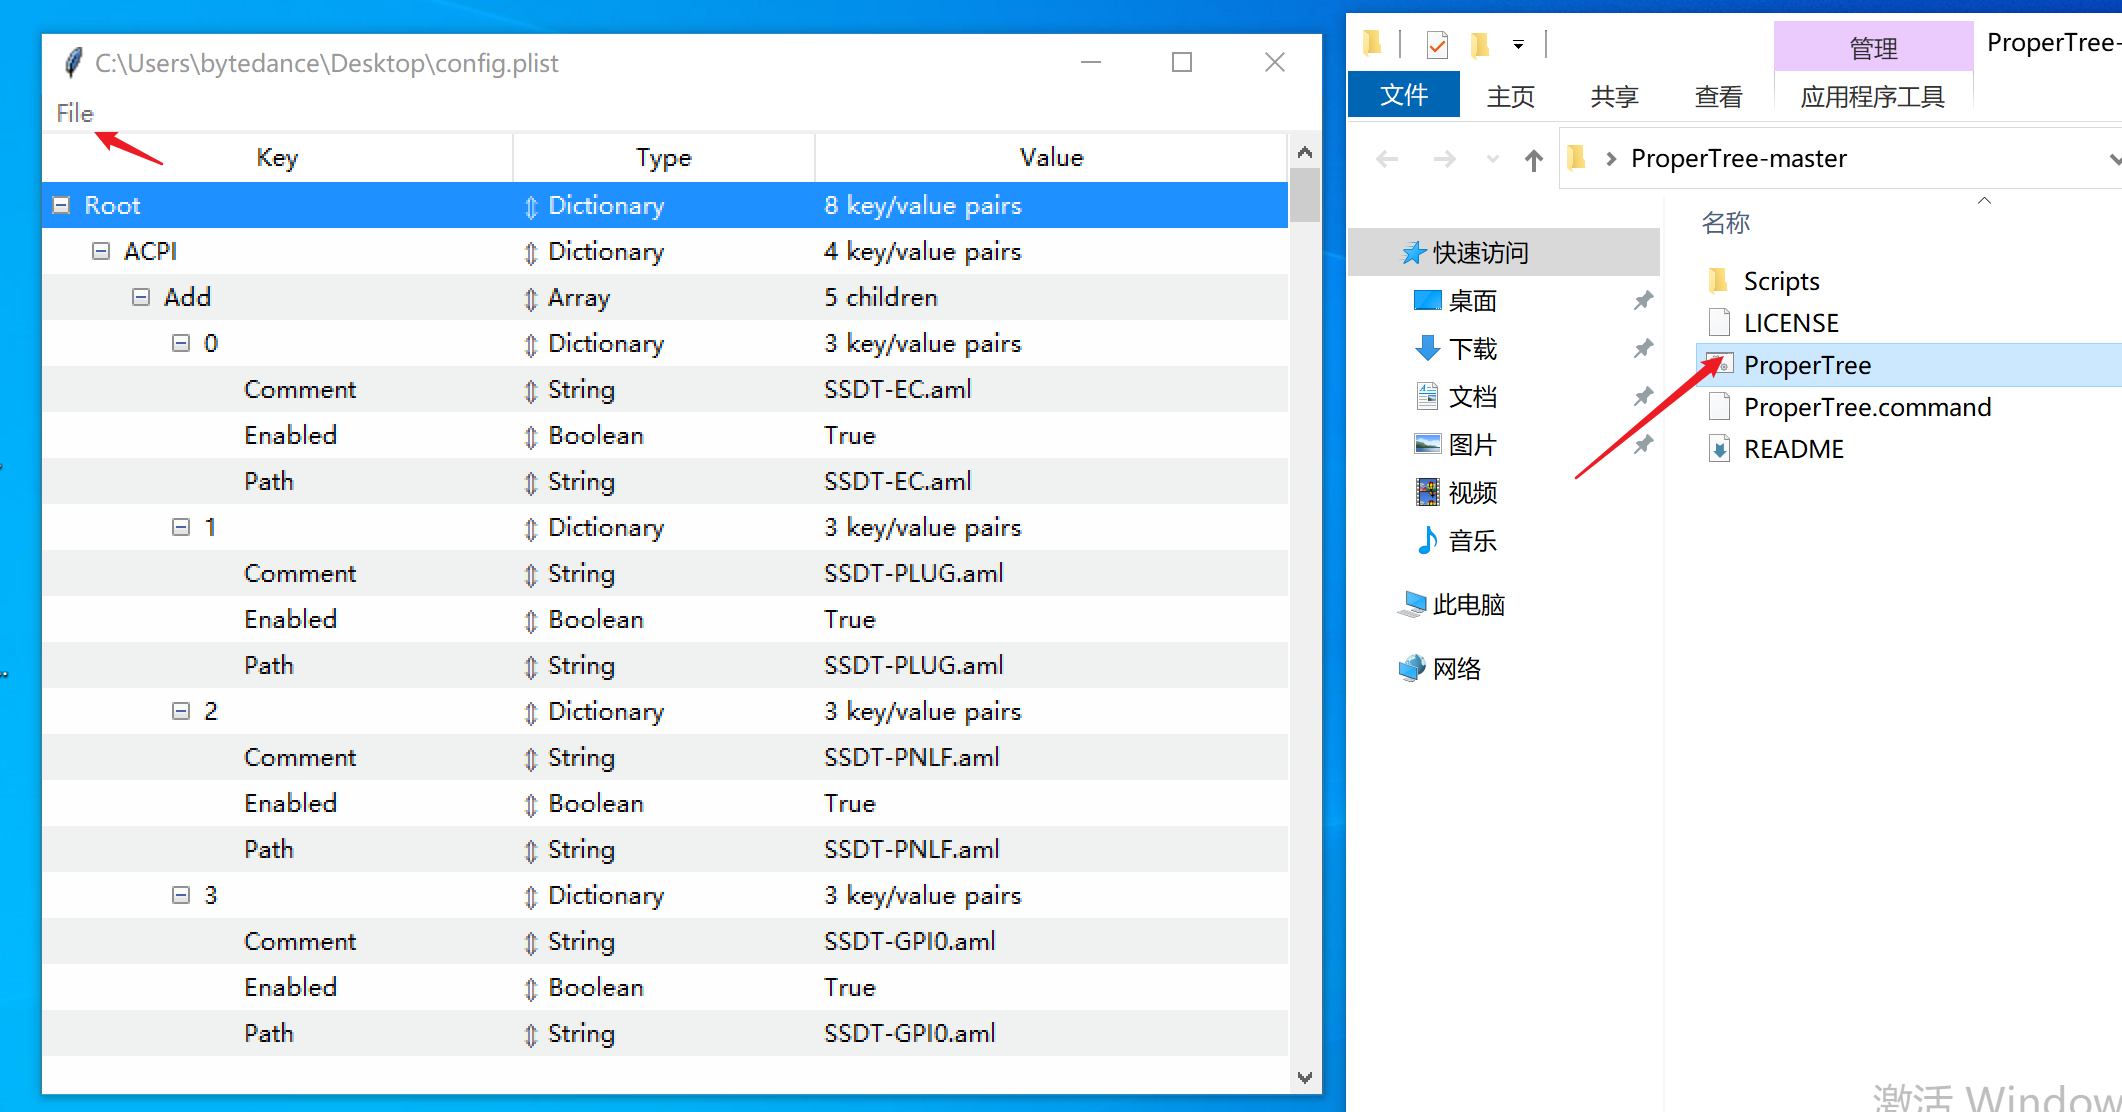 C:\Users\bytedance\Desktop\config.plist
File
Key Type Value
Root Dictionary 8 key/value pairs
ACPI Dictionary 4 key/value pairs
Add Array 5 children
0 Dictionary 3 key/value pairs
Comment String SSDT-EC.aml
Enabled Boolean True
Path String SSDT-EC.aml
1 Dictionary 3 key/value pairs
Comment String SSDT-PLUG.aml
Enabled Boolean True
Path String SSDT-PLUG.aml
2 Dictionary 3 key/value pairs
Comment String SSDT-PNLF.aml
Enabled Boolean True
Path String SSDT-PNLF.aml
3 Dictionary 3 key/value pairs
Comment String SSDT-GPI0.aml
Enabled Boolean True
Path String SSDT-GPI0.aml
管理 ProperTree-
文件 主页 共享 查看 应用程序工具
ProperTree-master
快速访问
桌面
下载
文档
图片
视频
音乐
此电脑
网络
名称
Scripts
LICENSE
ProperTree
ProperTree.command
README
激活 Window